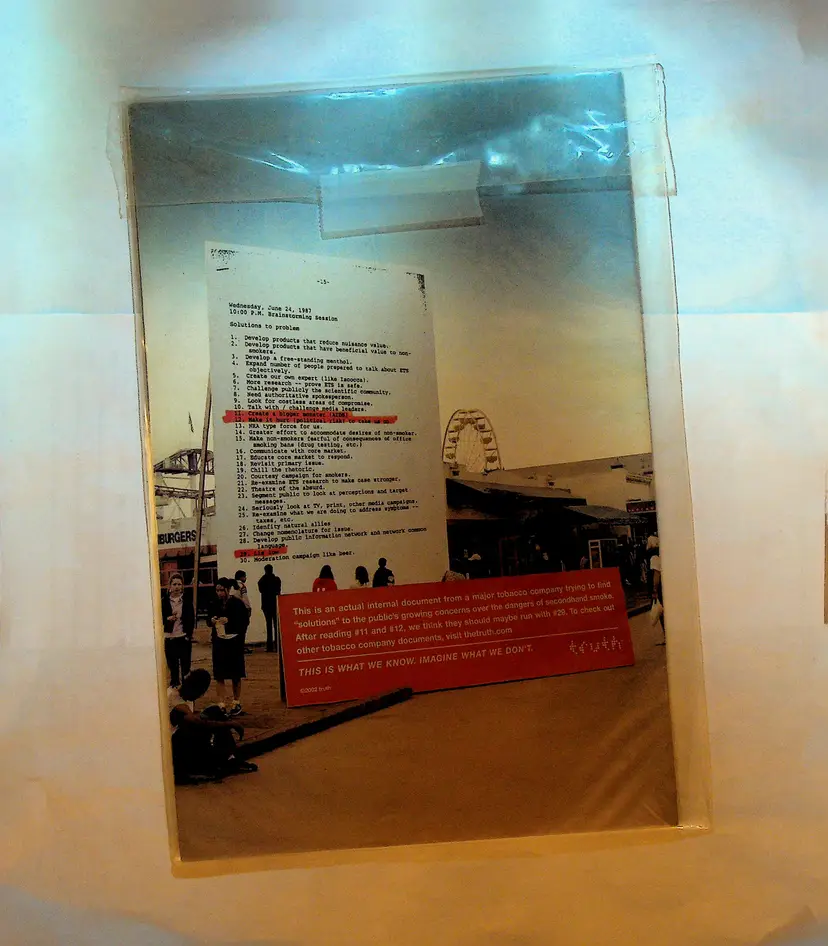 -15-
Wednesday, June 24, 1987
10:00 P.M. Brainstorming Session
Solutions to problem
1. Develop products that reduce nuisance value.
2. Develop products that have beneficial value to non-
smokers.
3. Develop a free-standing menthol.
4. Expand number of people prepared to talk about ETS
objectively.
5. Create our own expert (like Iacocca).
6. More research -- prove ETS is safe.
7. Challenge publicly the scientific community.
8. Need authoritative spokesperson.
9. Look for costless areas of compromise.
10. Talk with / challenge media leaders.
11. Create a bigger monster (AIDS)
12. Make it hurt (political risk) to take us on.
13. NRA type force for us.
14. Greater effort to accommodate desires of non-smoker.
15. Make non-smokers fearful of consequences of office
smoking bans (drug testing, etc.)
16. Communicate with core market.
17. Educate core market to respond.
18. Revisit primary issue.
19. Chill the rhetoric.
20. Courtesy campaign for smokers.
21. Re-examine ETS research to make case stronger.
22. Theatre of the absurd.
23. Segment public to look at perceptions and target
messages.
24. Seriously look at TV, print, other media campaigns.
25. Re-examine what we are doing to address symptoms --
taxes, etc.
26. Identify natural allies
27. Change nomenclature for issue.
28. Develop public information network and network common
language.
29.
30. Moderation campaign like beer.
BURGERS
This is an actual internal document from a major tobacco company trying to find
"solutions" to the public's growing concerns over the dangers of secondhand smoke.
After reading #11 and #12, we think they should maybe run with #29. To check out
other tobacco company documents, visit thetruth.com
THIS IS WHAT WE KNOW. IMAGINE WHAT WE DON'T.
truth
©2002 truth